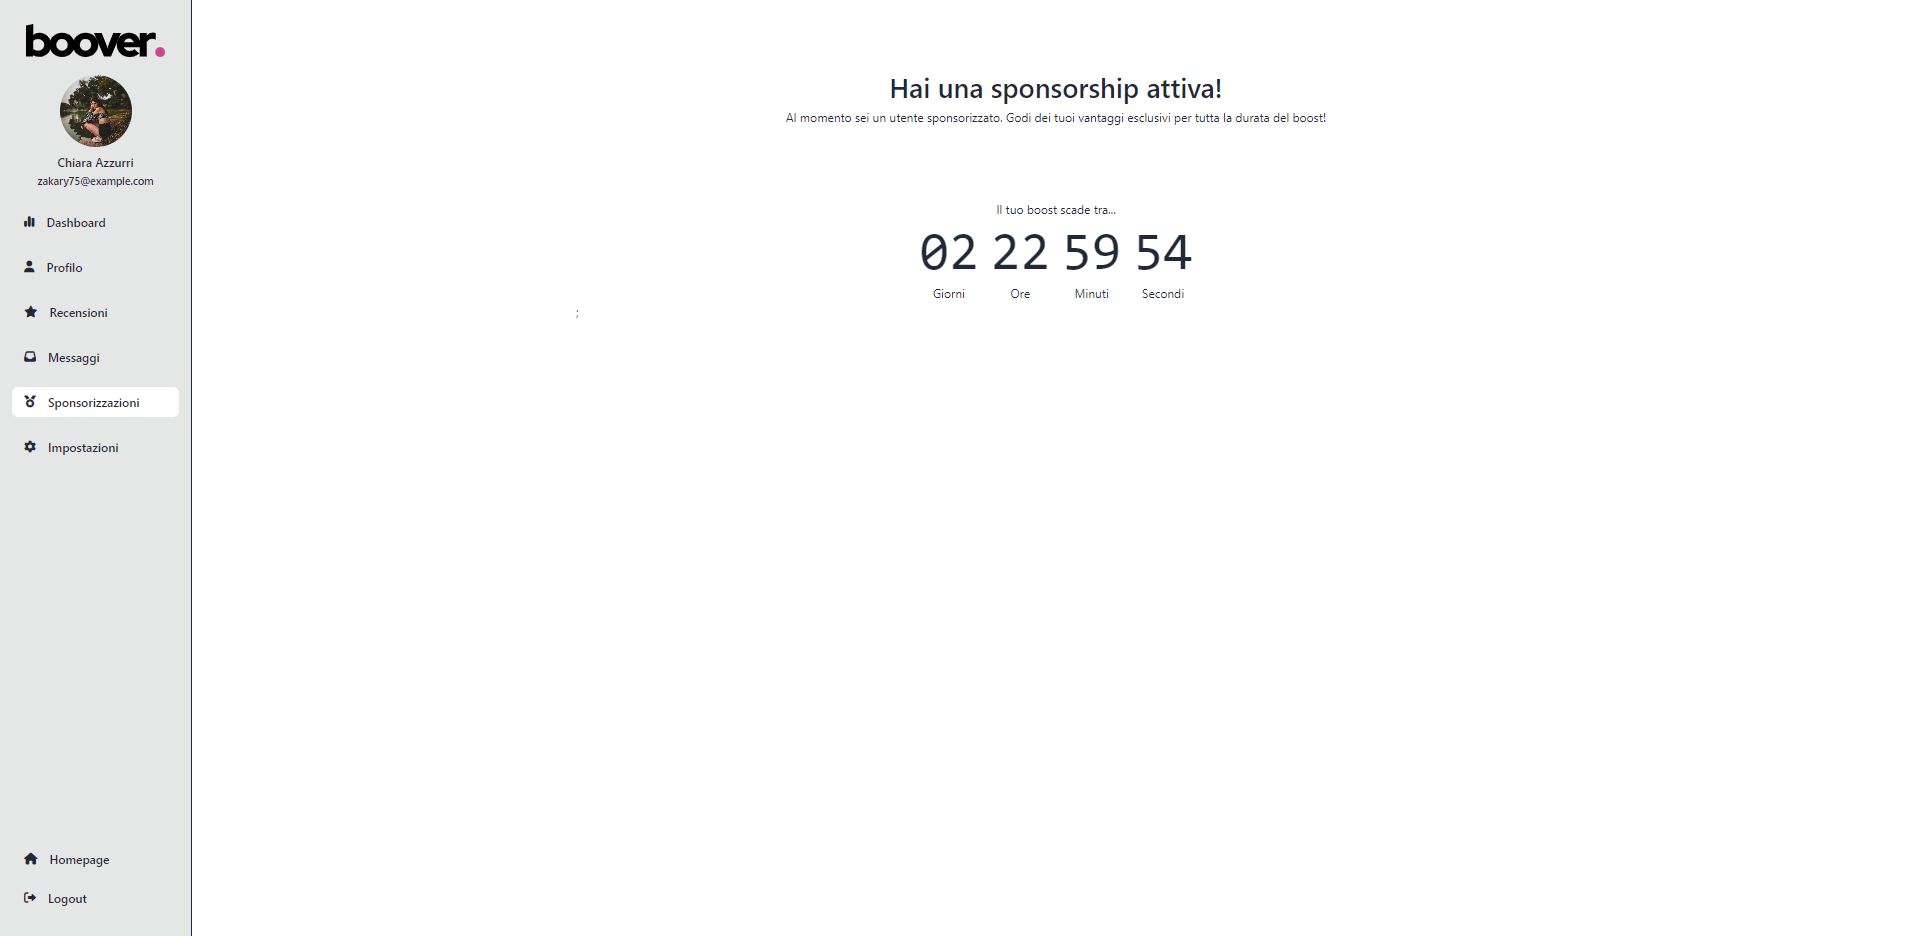 boover.
Chiara Azzurri
zakary75@example.com
Dashboard
Profilo
Recensioni
Messaggi
Sponsorizzazioni
Impostazioni
Homepage
Logout
Hai una sponsorship attiva!
Al momento sei un utente sponsorizzato. Godi dei tuoi vantaggi esclusivi per tutta la durata del boost!
Il tuo boost scade tra...
02 22 59 54
Giorni Ore Minuti Secondi
;